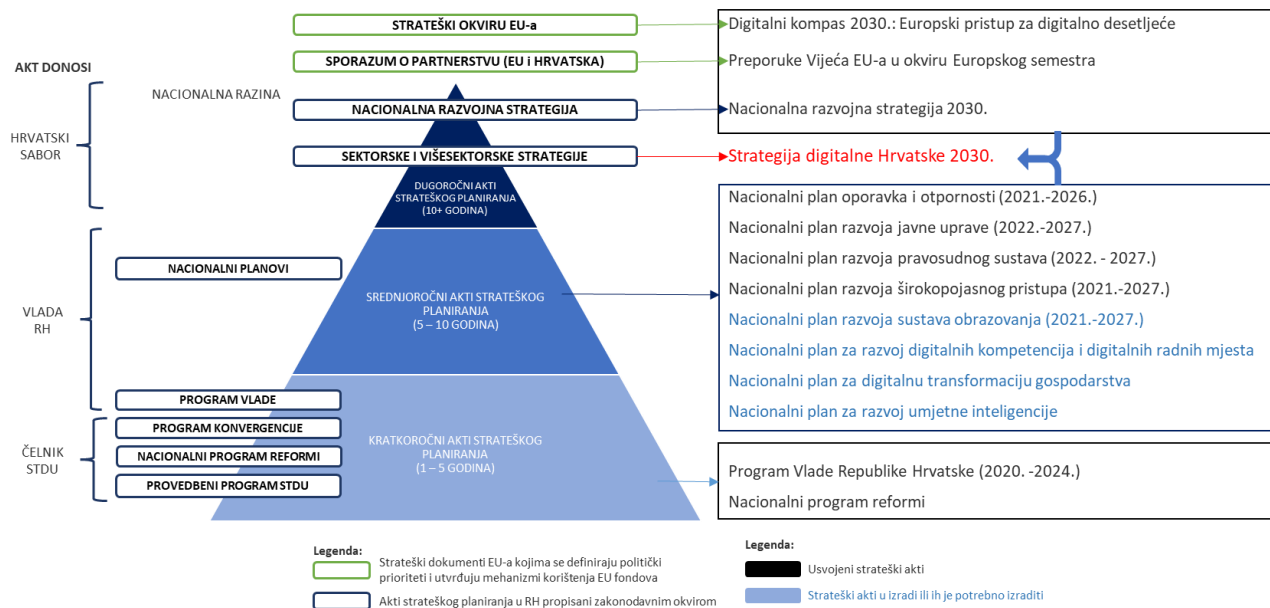 STRATEŠKI OKVIRU EU-a
Digitalni kompas 2030.: Europski pristup za digitalno desetljeće
AKT DONOSI
SPORAZUM O PARTNERSTVU (EU i HRVATSKA)
Preporuke Vijeća EU-a u okviru Europskog semestra
NACIONALNA RAZINA
NACIONALNA RAZVOJNA STRATEGIJA
Nacionalna razvojna strategija 2030.
HRVATSKI
SABOR
SEKTORSKE I VIŠESEKTORSKE STRATEGIJE
Strategija digitalne Hrvatske 2030.
DUGOROČNI AKTI
STRATEŠKOG PLANIRANJA
(10+ GODINA)
Nacionalni plan oporavka i otpornosti (2021.-2026.)
Nacionalni plan razvoja javne uprave (2022.-2027.)
Nacionalni plan razvoja pravosudnog sustava (2022. - 2027.)
Nacionalni plan razvoja širokopojasnog pristupa (2021.-2027.)
Nacionalni plan razvoja sustava obrazovanja (2021.-2027.)
Nacionalni plan za razvoj digitalnih kompetencija i digitalnih radnih mjesta
Nacionalni plan za digitalnu transformaciju gospodarstva
Nacionalni plan za razvoj umjetne inteligencije
NACIONALNI PLANOVI
VLADA
RH
SREDNJOROČNI AKTI STRATEŠKOG
PLANIRANJA
(5 – 10 GODINA)
PROGRAM VLADE
PROGRAM KONVERGENCIJE
NACIONALNI PROGRAM REFORMI
PROVEDBENI PROGRAM STDU
ČELNIK
STDU
KRATKOROČNI AKTI STRATEŠKOG
PLANIRANJA
(1 – 5 GODINA)
Program Vlade Republike Hrvatske (2020. -2024.)
Nacionalni program reformi
Legenda:
Strateški dokumenti EU-a kojima se definiraju politički
prioriteti i utvrđuju mehanizmi korištenja EU fondova
Akti strateškog planiranja u RH propisani zakonodavnim okvirom
Legenda:
Usvojeni strateški akti
Strateški akti u izradi ili ih je potrebno izraditi